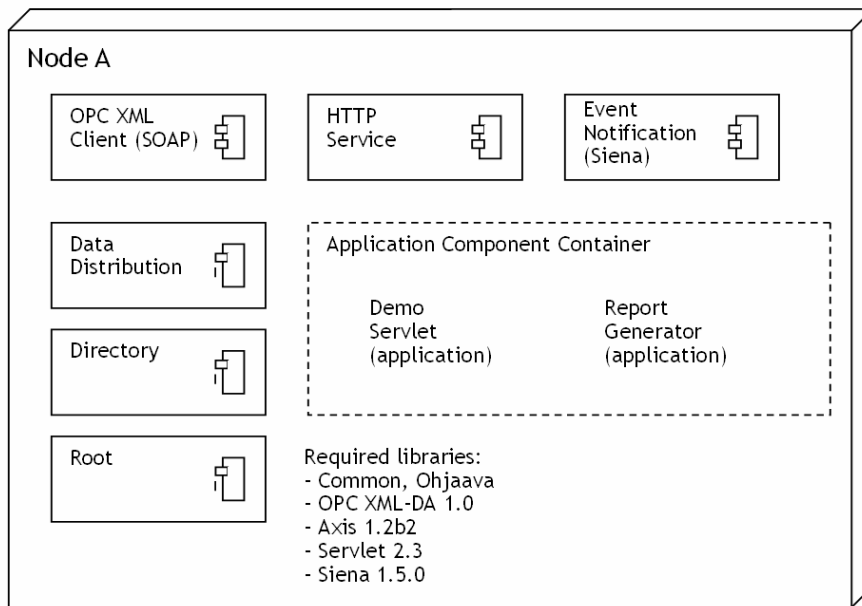 Node A
OPC XML
Client (SOAP)
HTTP
Service
Event
Notification
(Siena)
Data
Distribution
Application Component Container
Demo
Servlet
(application)
Report
Generator
(application)
Directory
Root
Required libraries:
- Common, Ohjaava
- OPC XML-DA 1.0
- Axis 1.2b2
- Servlet 2.3
- Siena 1.5.0